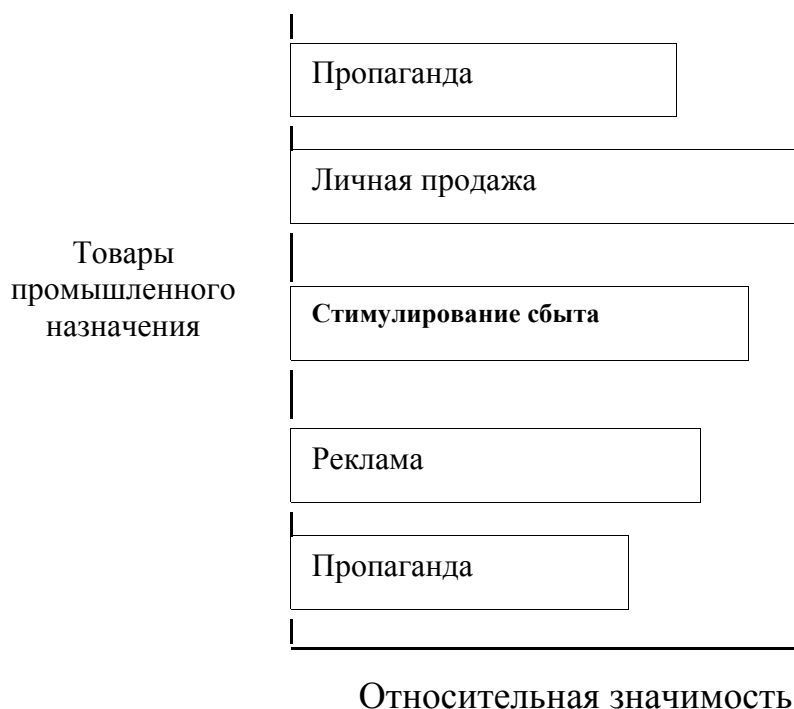 Пропаганда
Личная продажа
Товары
промышленного
назначения
Стимулирование сбыта
Реклама
Пропаганда
Относительная значимость